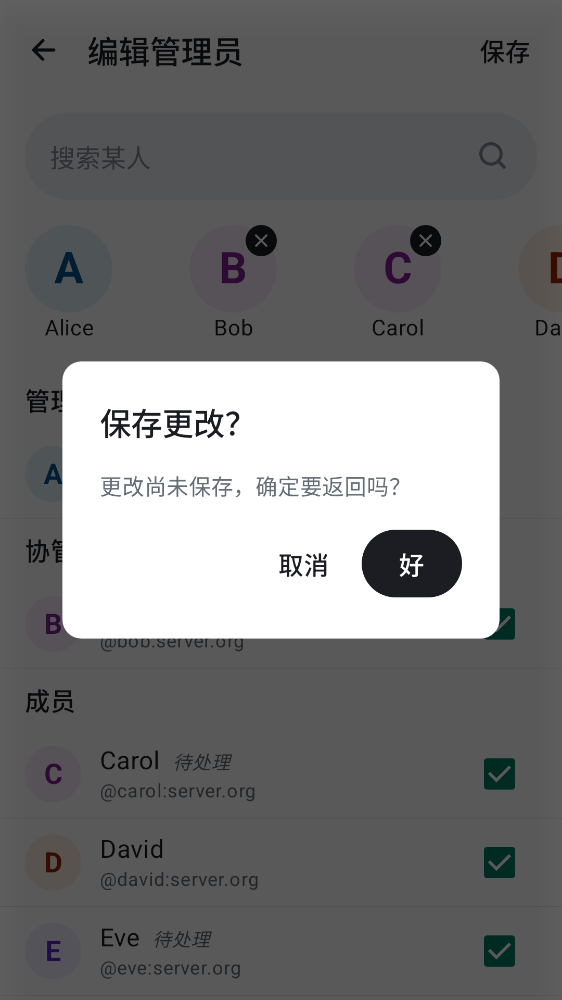 编辑管理员
保存
搜索某人
A
B
C
Alice
Bob
Carol
Da
管理
A
保存更改？
更改尚未保存，确定要返回吗？
取消
好
协管
B
@bob:server.org
成员
C
Carol 待处理
@carol:server.org
D
David
@david:server.org
E
Eve 待处理
@eve:server.org